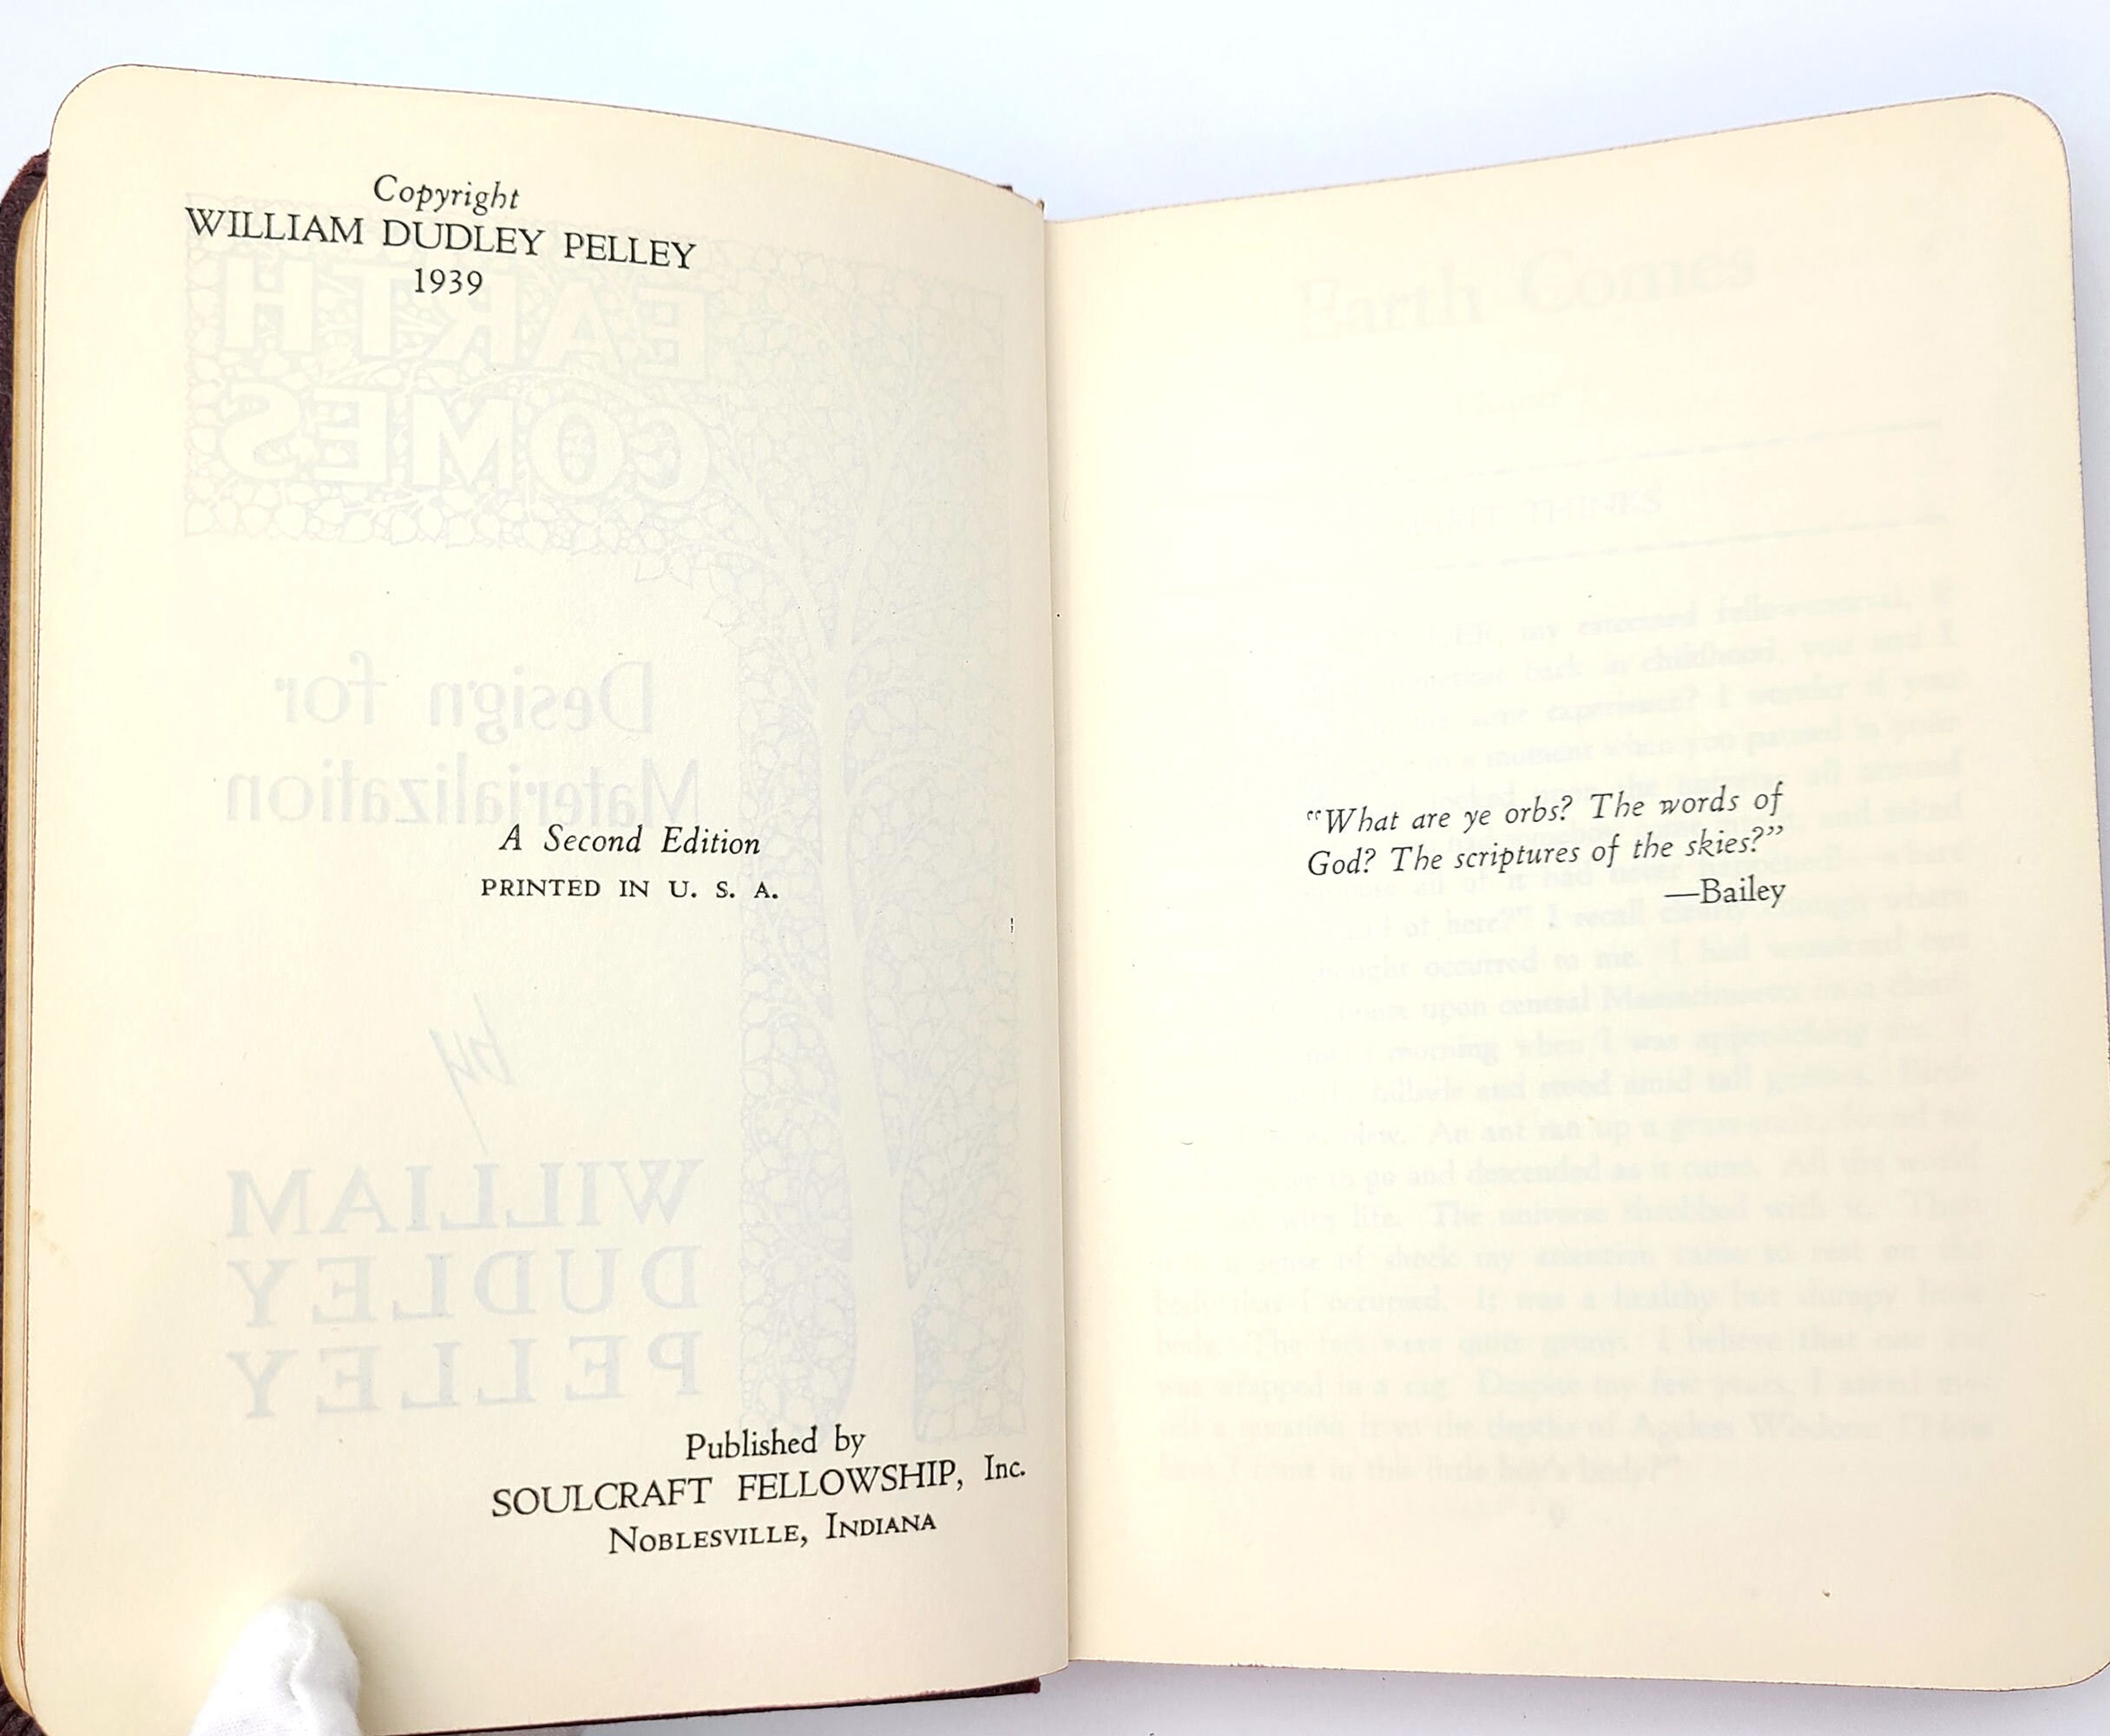 Copyright
WILLIAM DUDLEY PELLEY
1939
A Second Edition
PRINTED IN U. S. A.
Published by
SOULCRAFT FELLOWSHIP, Inc.
NOBLESVILLE, INDIANA
“What are ye orbs? The words of
God? The scriptures of the skies?”
—Bailey